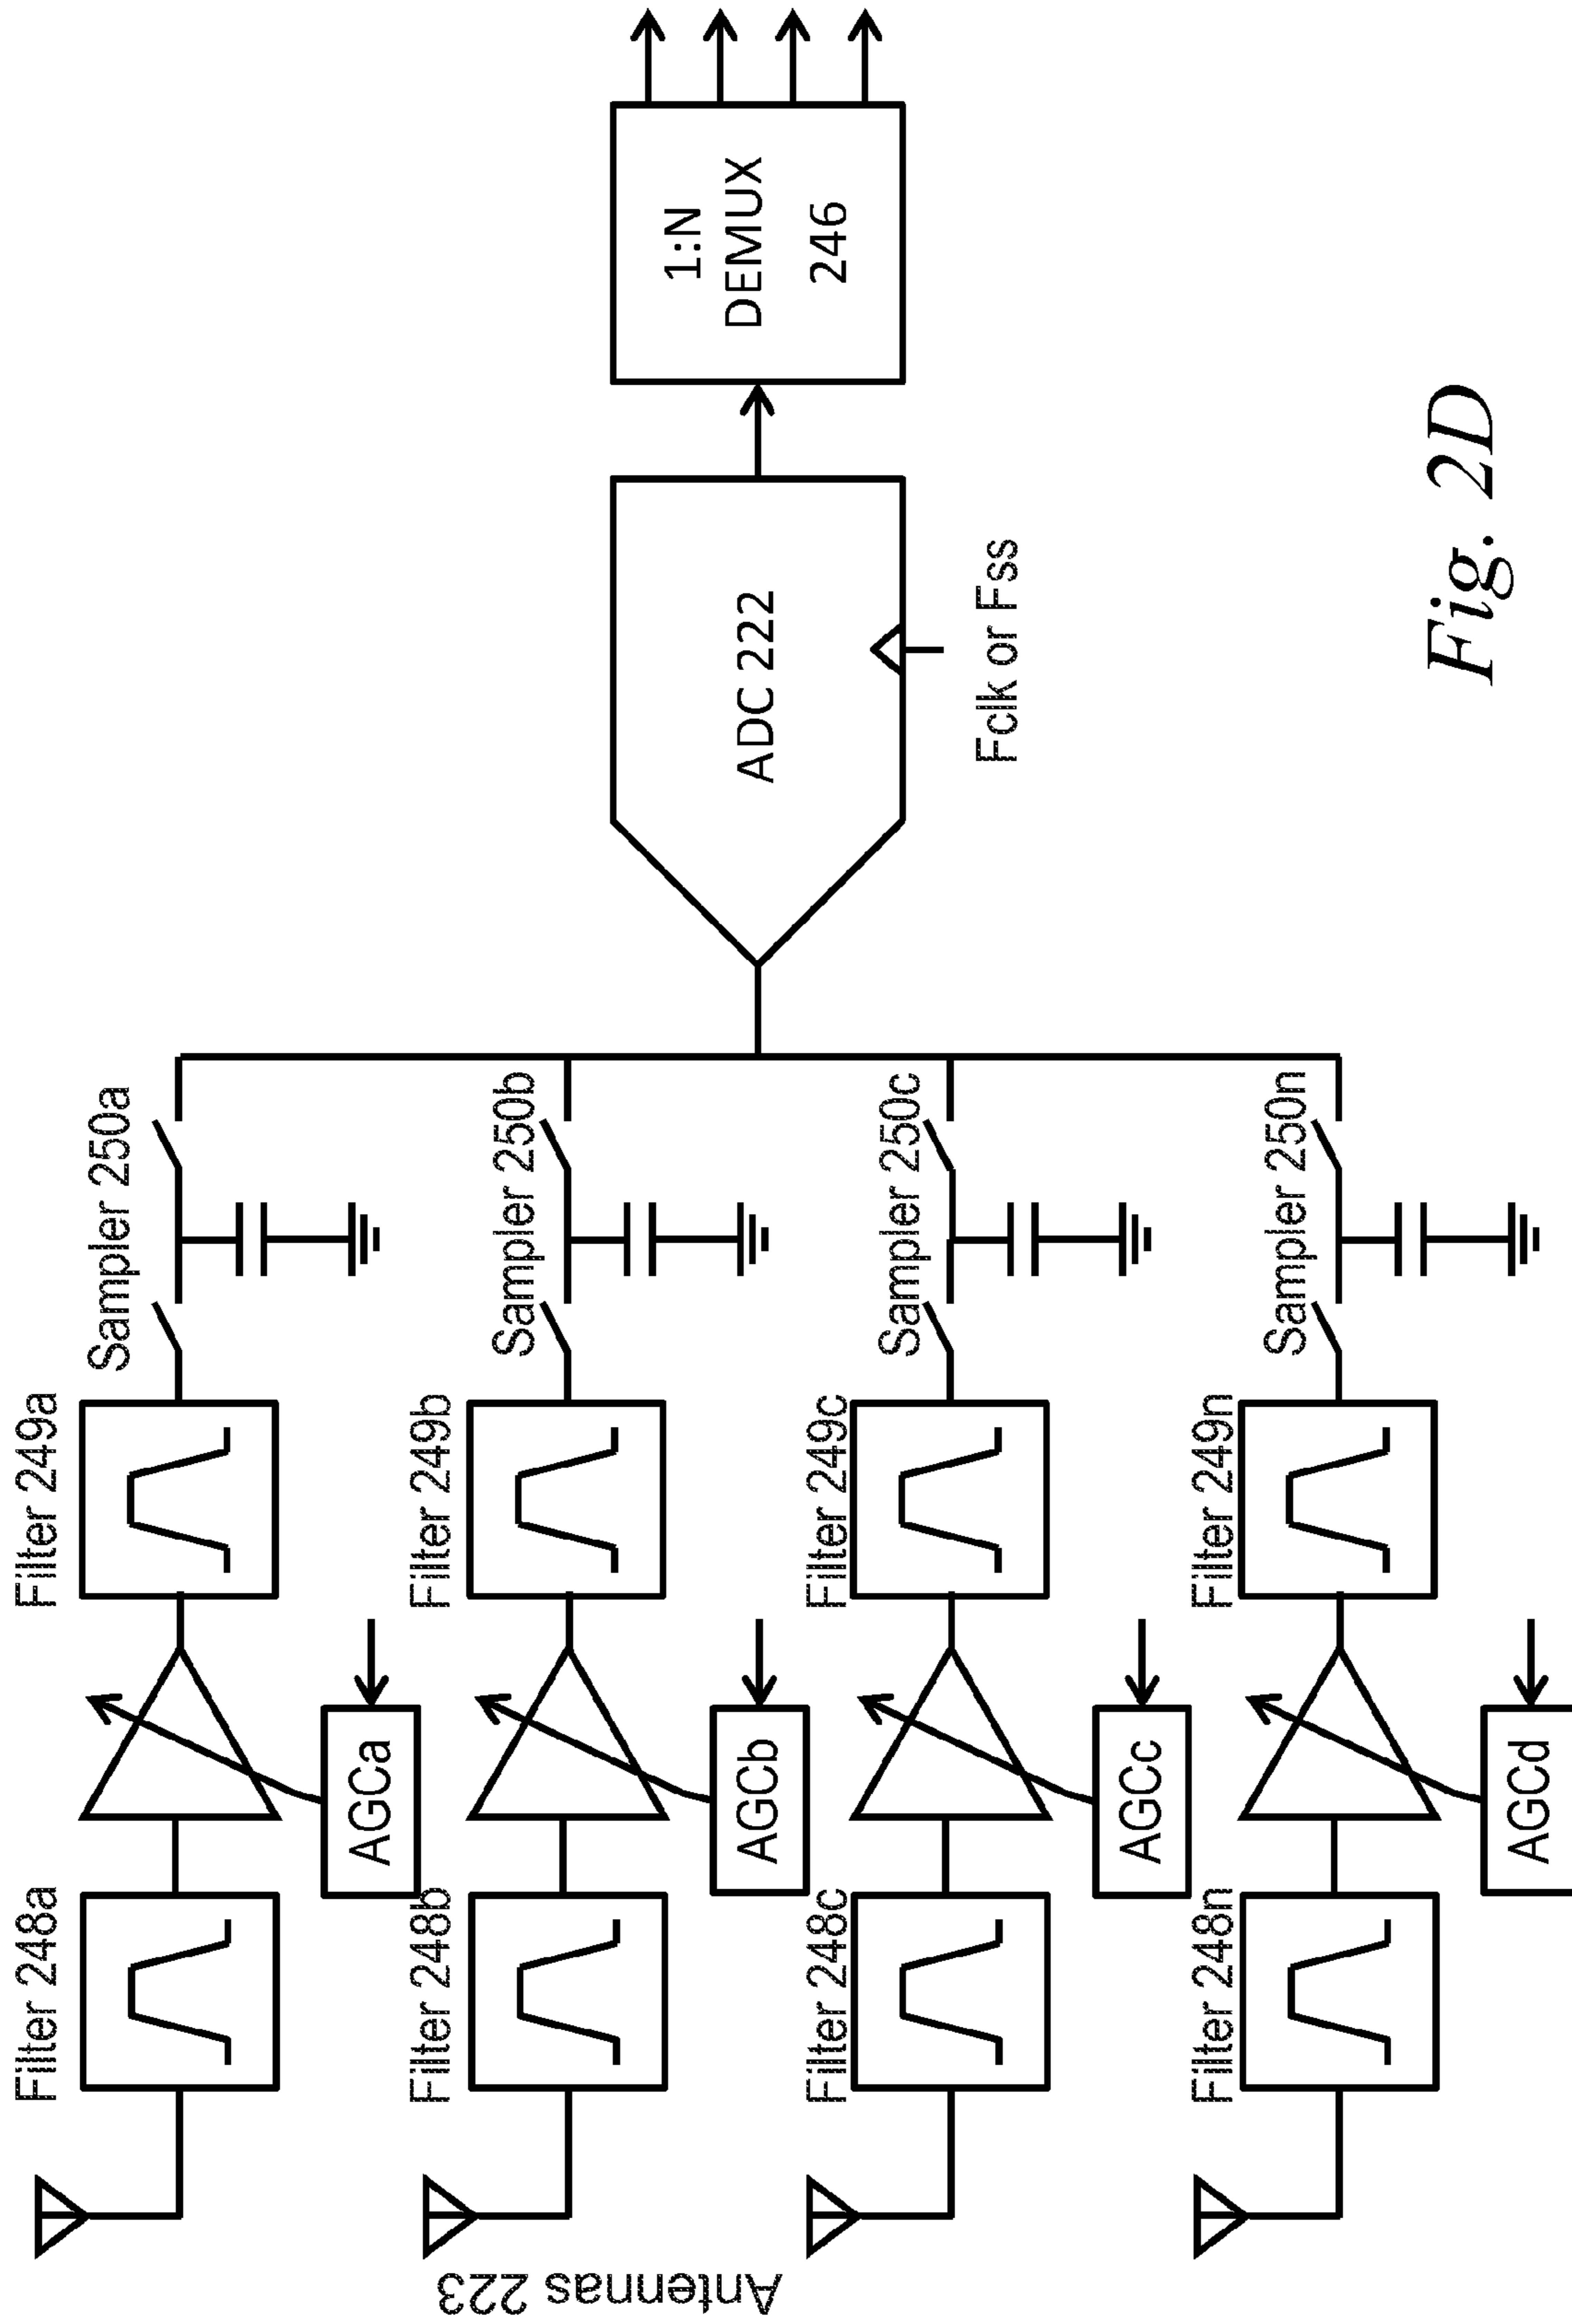 Antennas 223
Filter 248a
AGCa
Filter 249a
Sampler 250a
Filter 248b
AGCb
Filter 249b
Sampler 250b
Filter 248c
AGCc
Filter 249c
Sampler 250c
Filter 248n
AGCd
Filter 249n
Sampler 250n
ADC 222
Fclk or Fss
1:N
DEMUX
246
Fig. 2D